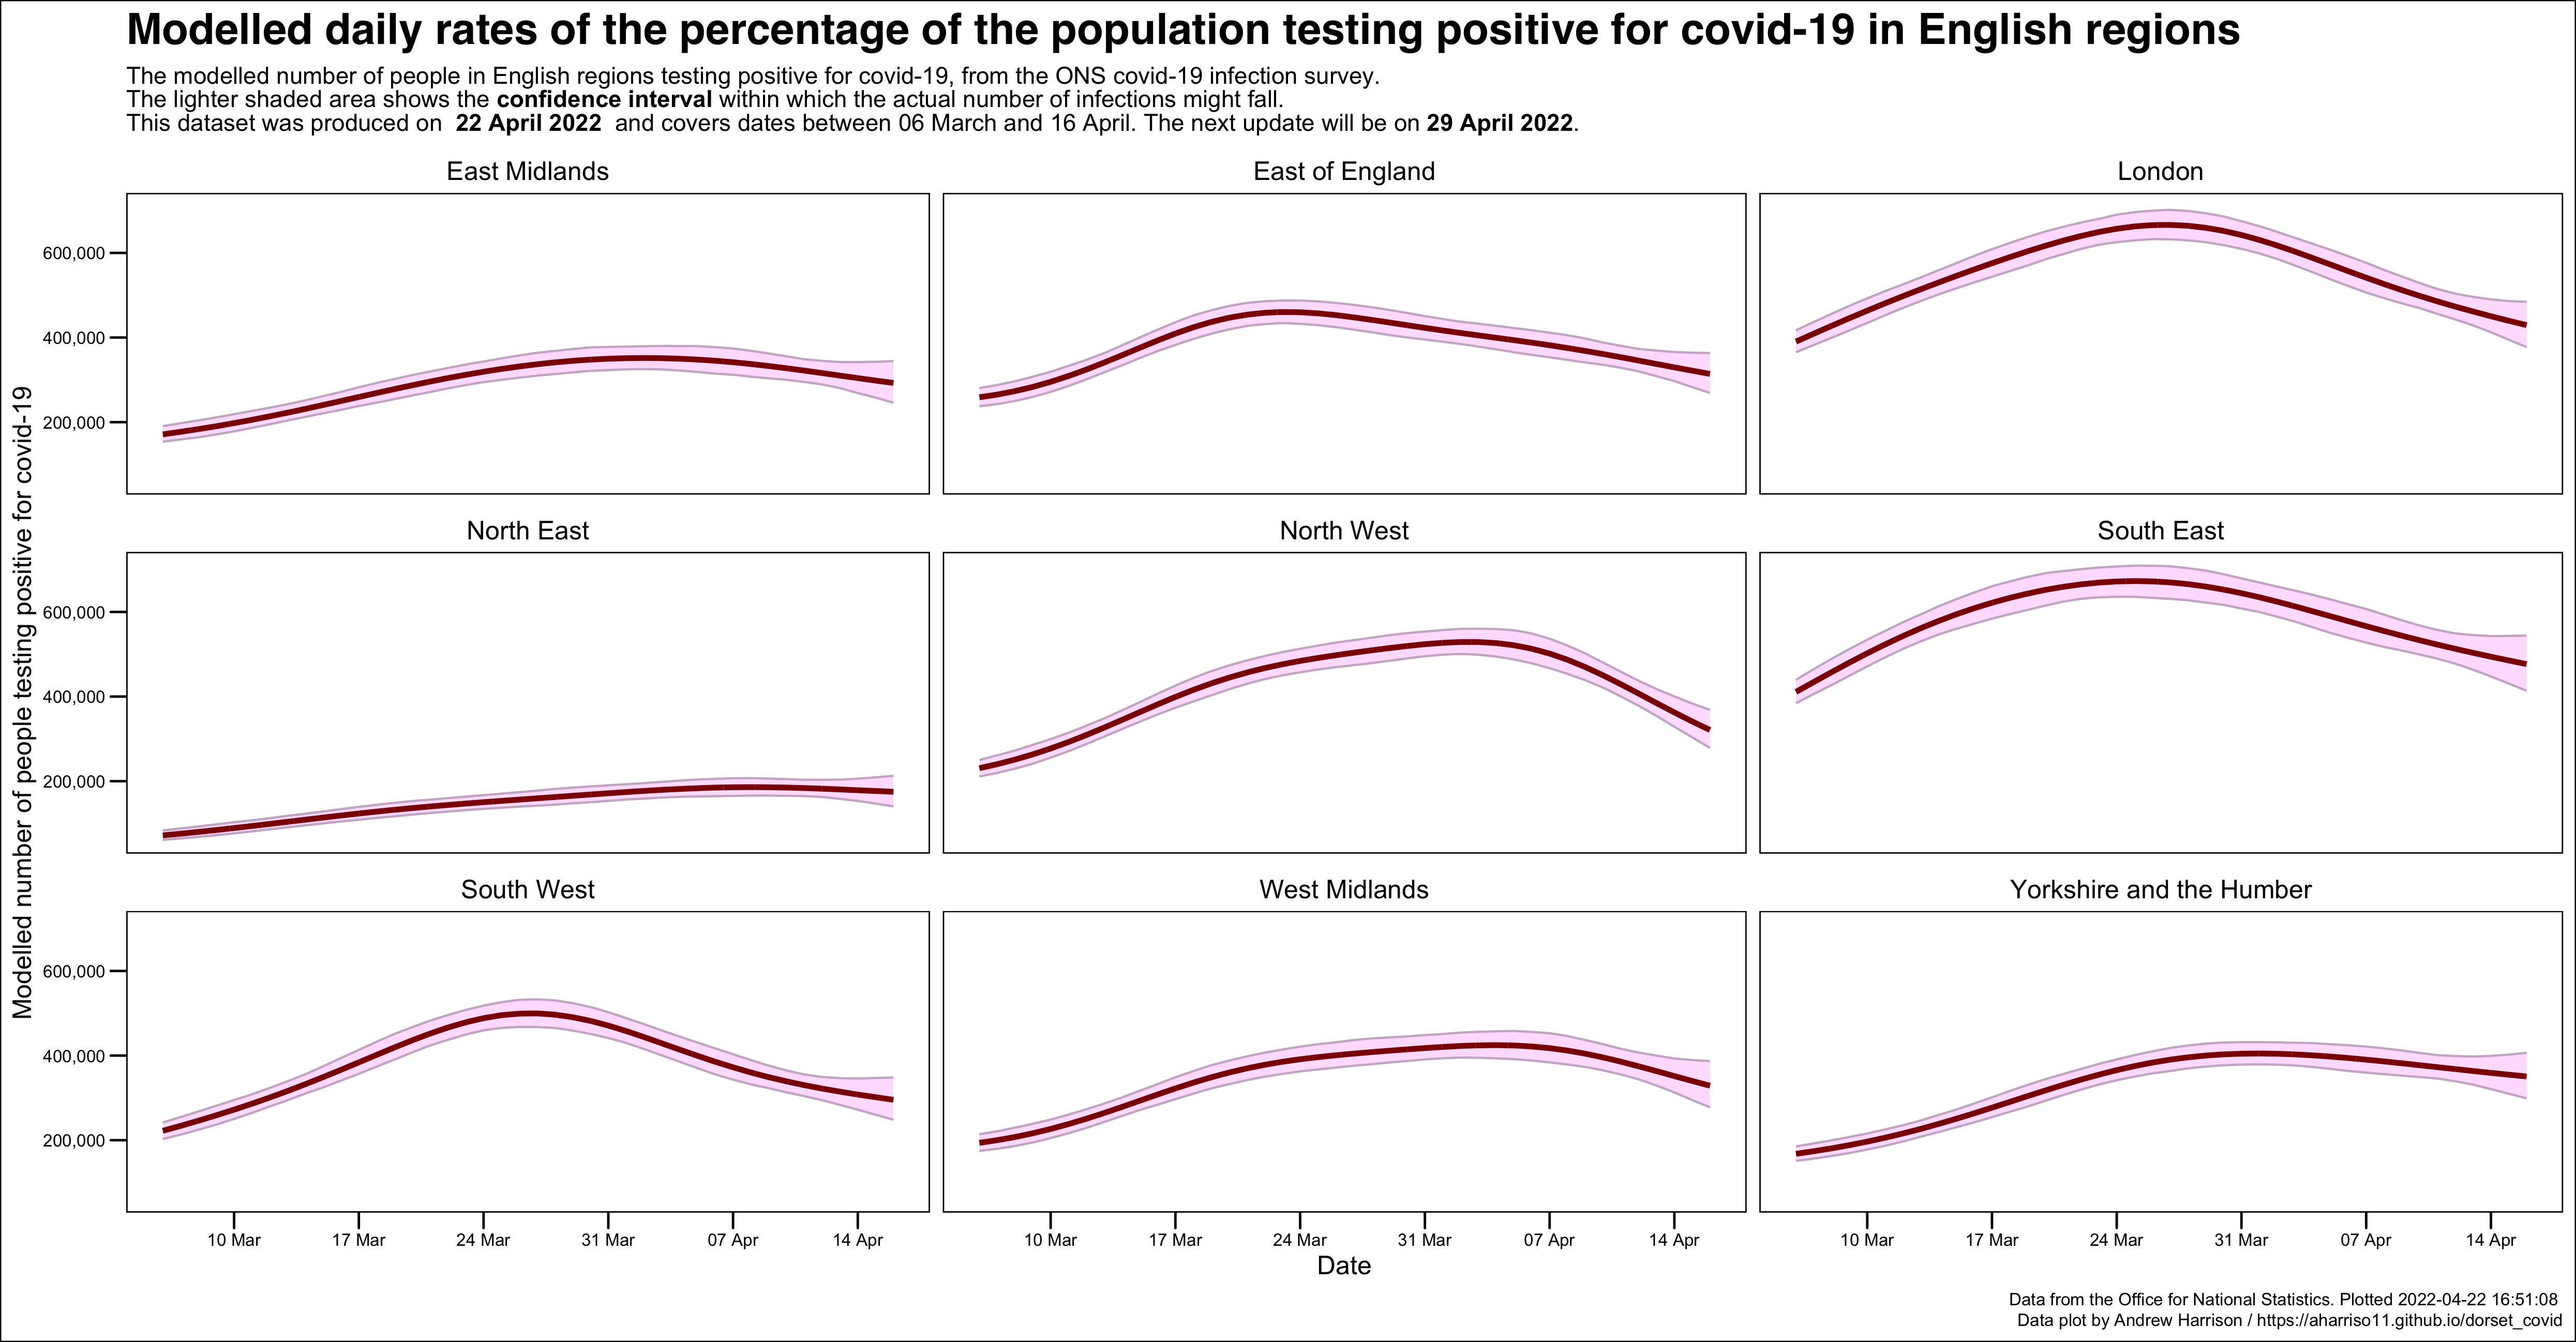 Modelled daily rates of the percentage of the population testing positive for covid-19 in English regions
The modelled number of people in English regions testing positive for covid-19, from the ONS covid-19 infection survey.
The lighter shaded area shows the confidence interval within which the actual number of infections might fall.
This dataset was produced on 22 April 2022 and covers dates between 06 March and 16 April. The next update will be on 29 April 2022.
Modelled number of people testing positive for covid-19
East Midlands
East of England
London
600,000
400,000
200,000
North East
North West
South East
600,000
400,000
200,000
South West
West Midlands
Yorkshire and the Humber
600,000
400,000
200,000
10 Mar 17 Mar 24 Mar 31 Mar 07 Apr 14 Apr
10 Mar 17 Mar 24 Mar 31 Mar 07 Apr 14 Apr
10 Mar 17 Mar 24 Mar 31 Mar 07 Apr 14 Apr
Date
Data from the Office for National Statistics. Plotted 2022-04-22 16:51:08
Data plot by Andrew Harrison / https://aharriso11.github.io/dorset_covid